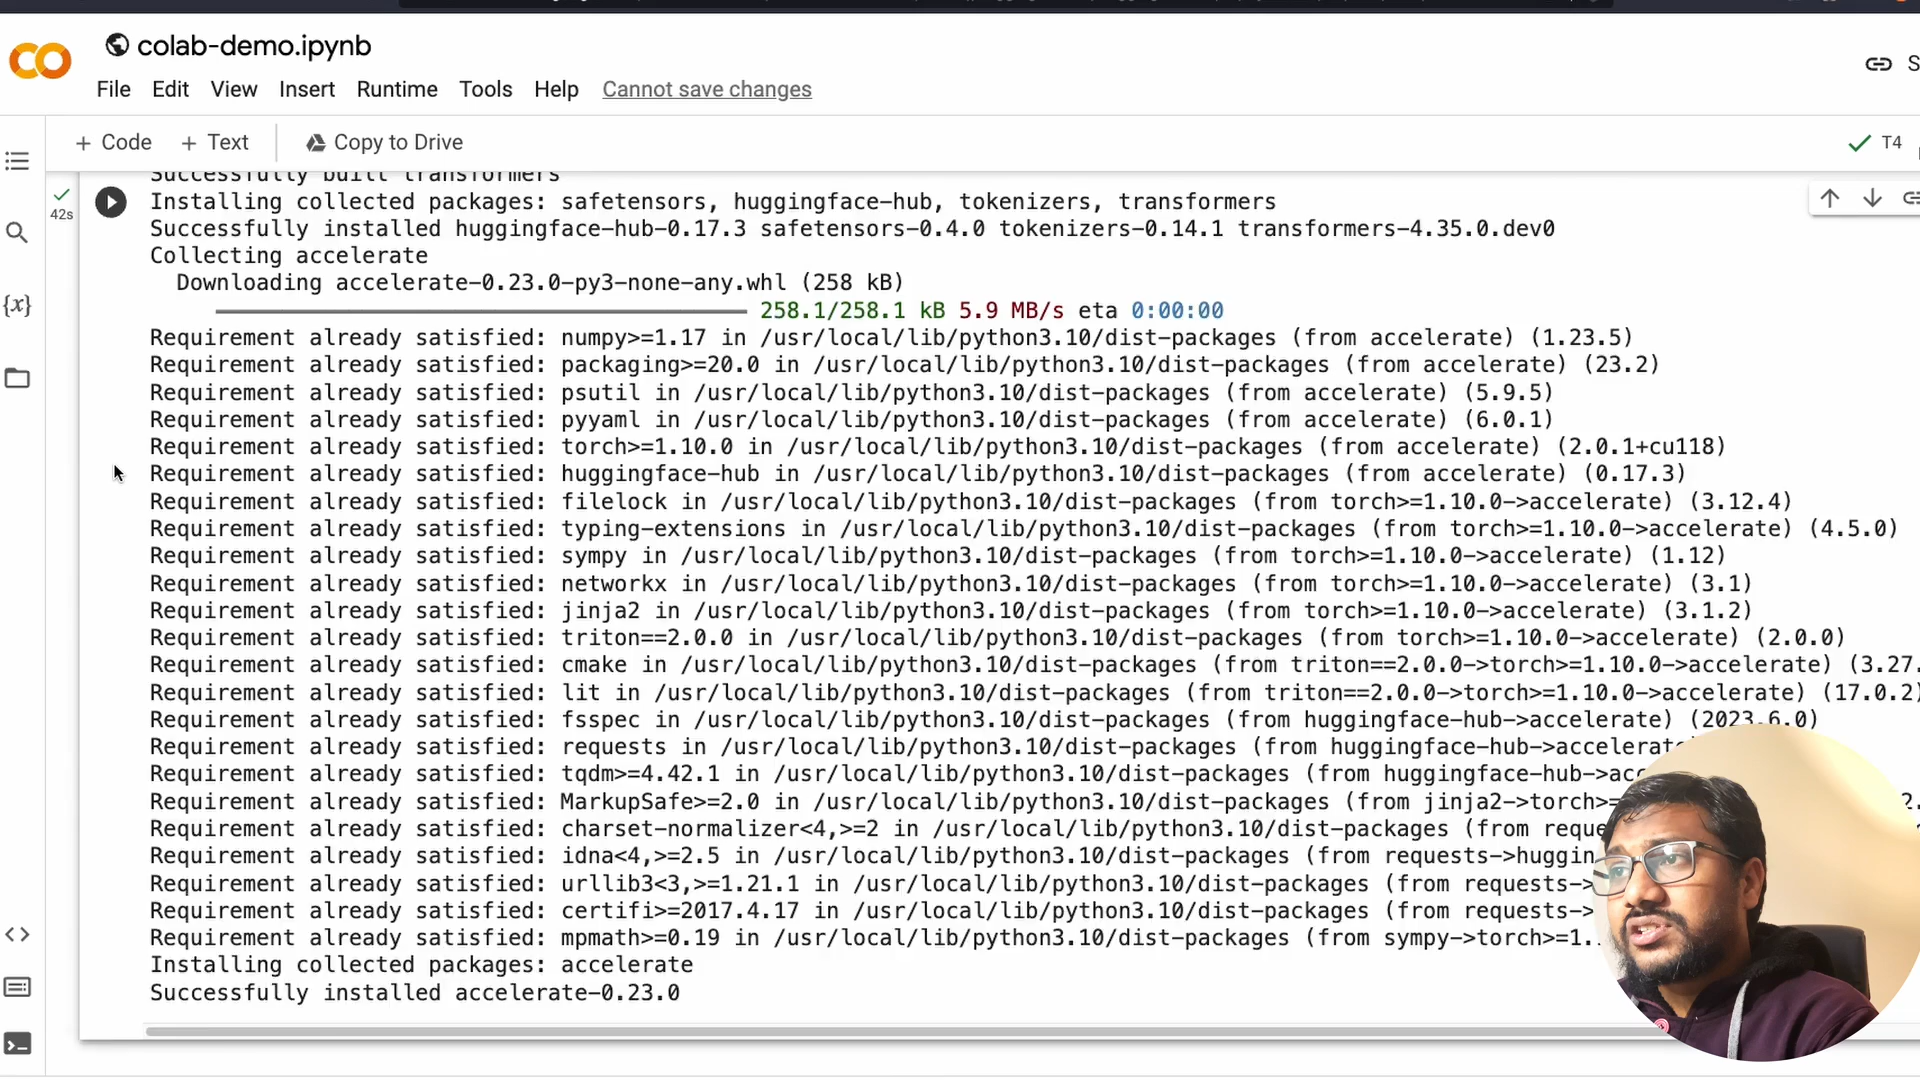 colab-demo.ipynb
File Edit View Insert Runtime Tools Help Cannot save changes
+ Code + Text Copy to Drive
T4
Successfully built transformers
42s
Installing collected packages: safetensors, huggingface-hub, tokenizers, transformers
Successfully installed huggingface-hub-0.17.3 safetensors-0.4.0 tokenizers-0.14.1 transformers-4.35.0.dev0
Collecting accelerate
Downloading accelerate-0.23.0-py3-none-any.whl (258 kB)
258.1/258.1 kB 5.9 MB/s eta 0:00:00
Requirement already satisfied: numpy>=1.17 in /usr/local/lib/python3.10/dist-packages (from accelerate) (1.23.5)
Requirement already satisfied: packaging>=20.0 in /usr/local/lib/python3.10/dist-packages (from accelerate) (23.2)
Requirement already satisfied: psutil in /usr/local/lib/python3.10/dist-packages (from accelerate) (5.9.5)
Requirement already satisfied: pyyaml in /usr/local/lib/python3.10/dist-packages (from accelerate) (6.0.1)
Requirement already satisfied: torch>=1.10.0 in /usr/local/lib/python3.10/dist-packages (from accelerate) (2.0.1+cu118)
Requirement already satisfied: huggingface-hub in /usr/local/lib/python3.10/dist-packages (from accelerate) (0.17.3)
Requirement already satisfied: filelock in /usr/local/lib/python3.10/dist-packages (from torch>=1.10.0->accelerate) (3.12.4)
Requirement already satisfied: typing-extensions in /usr/local/lib/python3.10/dist-packages (from torch>=1.10.0->accelerate) (4.5.0)
Requirement already satisfied: sympy in /usr/local/lib/python3.10/dist-packages (from torch>=1.10.0->accelerate) (1.12)
Requirement already satisfied: networkx in /usr/local/lib/python3.10/dist-packages (from torch>=1.10.0->accelerate) (3.1)
Requirement already satisfied: jinja2 in /usr/local/lib/python3.10/dist-packages (from torch>=1.10.0->accelerate) (3.1.2)
Requirement already satisfied: triton==2.0.0 in /usr/local/lib/python3.10/dist-packages (from torch>=1.10.0->accelerate) (2.0.0)
Requirement already satisfied: cmake in /usr/local/lib/python3.10/dist-packages (from triton==2.0.0->torch>=1.10.0->accelerate) (3.27.
Requirement already satisfied: lit in /usr/local/lib/python3.10/dist-packages (from triton==2.0.0->torch>=1.10.0->accelerate) (17.0.2)
Requirement already satisfied: fsspec in /usr/local/lib/python3.10/dist-packages (from huggingface-hub->accelerate) (2023.6.0)
Requirement already satisfied: requests in /usr/local/lib/python3.10/dist-packages (from huggingface-hub->accelerat
Requirement already satisfied: tqdm>=4.42.1 in /usr/local/lib/python3.10/dist-packages (from huggingface-hub->acc
Requirement already satisfied: MarkupSafe>=2.0 in /usr/local/lib/python3.10/dist-packages (from jinja2->torch>= 2.
Requirement already satisfied: charset-normalizer<4,>=2 in /usr/local/lib/python3.10/dist-packages (from reque
Requirement already satisfied: idna<4,>=2.5 in /usr/local/lib/python3.10/dist-packages (from requests->huggin
Requirement already satisfied: urllib3<3,>=1.21.1 in /usr/local/lib/python3.10/dist-packages (from requests->
Requirement already satisfied: certifi>=2017.4.17 in /usr/local/lib/python3.10/dist-packages (from requests->
Requirement already satisfied: mpmath>=0.19 in /usr/local/lib/python3.10/dist-packages (from sympy->torch>=1.
Installing collected packages: accelerate
Successfully installed accelerate-0.23.0